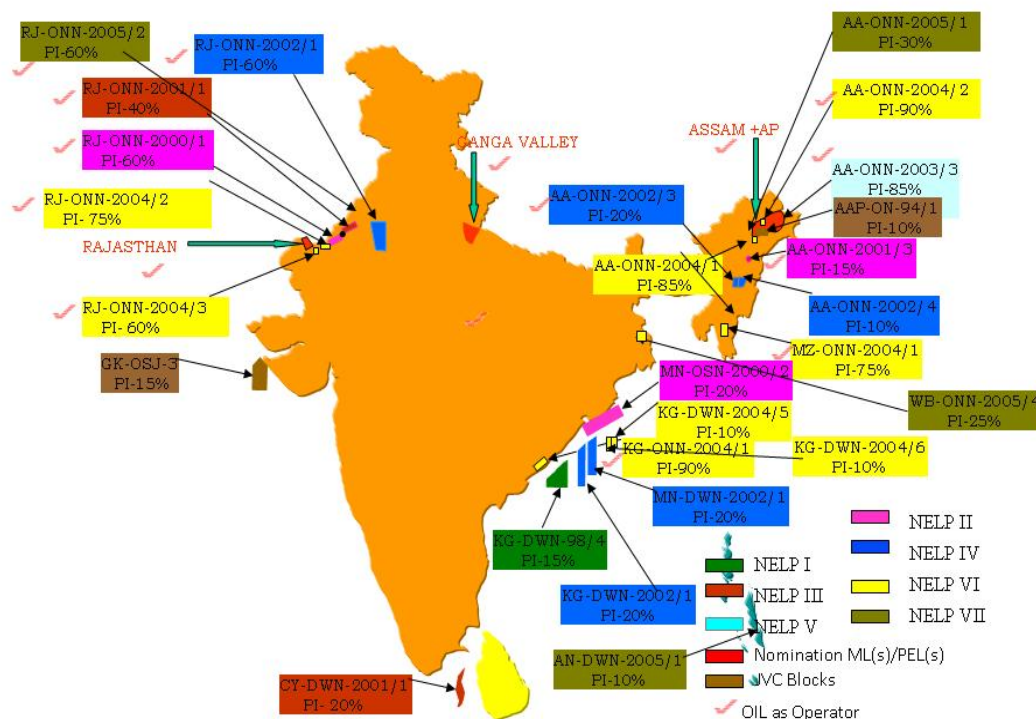 RJ-ONN-2005/2
PI-60%
RJ-ONN-2002/1
PI-60%
AA-ONN-2005/1
PI-30%
RJ-ONN-2001/1
PI-40%
AA-ONN-2004/2
PI-90%
RJ-ONN-2000/1
PI-60%
GANGA VALLEY
ASSAM +AP
AA-ONN-2003/3
PI-85%
RJ-ONN-2004/2
PI- 75%
AA-ONN-2002/3
PI-20%
AAP-ON-94/1
PI-10%
RAJASTHAN
AA-ONN-2004/1
PI-85%
AA-ONN-2001/3
PI-15%
RJ-ONN-2004/3
PI- 60%
AA-ONN-2002/4
PI-10%
GK-OSJ-3
PI-15%
MZ-ONN-2004/1
PI-75%
MN-OSN-2000/2
PI-20%
WB-ONN-2005/4
PI-25%
KG-DWN-2004/5
PI-10%
KG-ONN-2004/1
PI-90%
KG-DWN-2004/6
PI-10%
MN-DWN-2002/1
PI-20%
KG-DWN-98/4
PI-15%
KG-DWN-2002/1
PI-20%
AN-DWN-2005/1
PI-10%
CY-DWN-2001/1
PI- 20%
NELP I
NELP III
NELP V
Nomination ML(s)/PEL(s)
JVC Blocks
OIL as Operator
NELP II
NELP IV
NELP VI
NELP VII